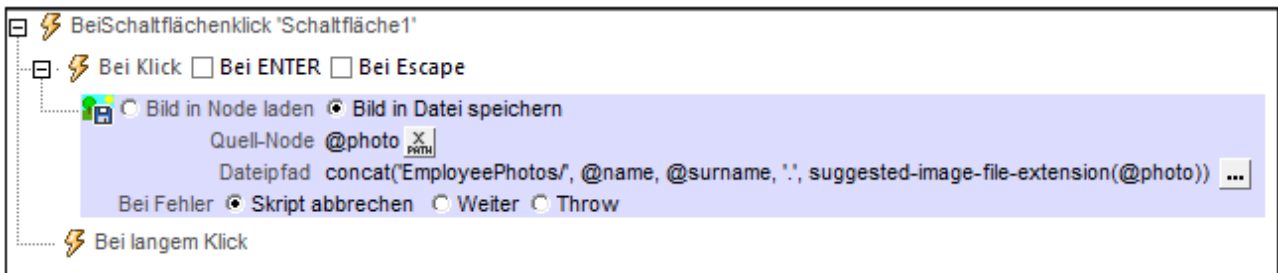 BeiSchaltflächenklick 'Schaltfläche1'
Bei Klick Bei ENTER Bei Escape
Bild in Node laden Bild in Datei speichern
Quell-Node @photo X PATH
Dateipfad concat('EmployeePhotos/', @name, @surname, '.', suggested-image-file-extension(@photo)) ...
Bei Fehler Skript abbrechen Weiter Throw
Bei langem Klick